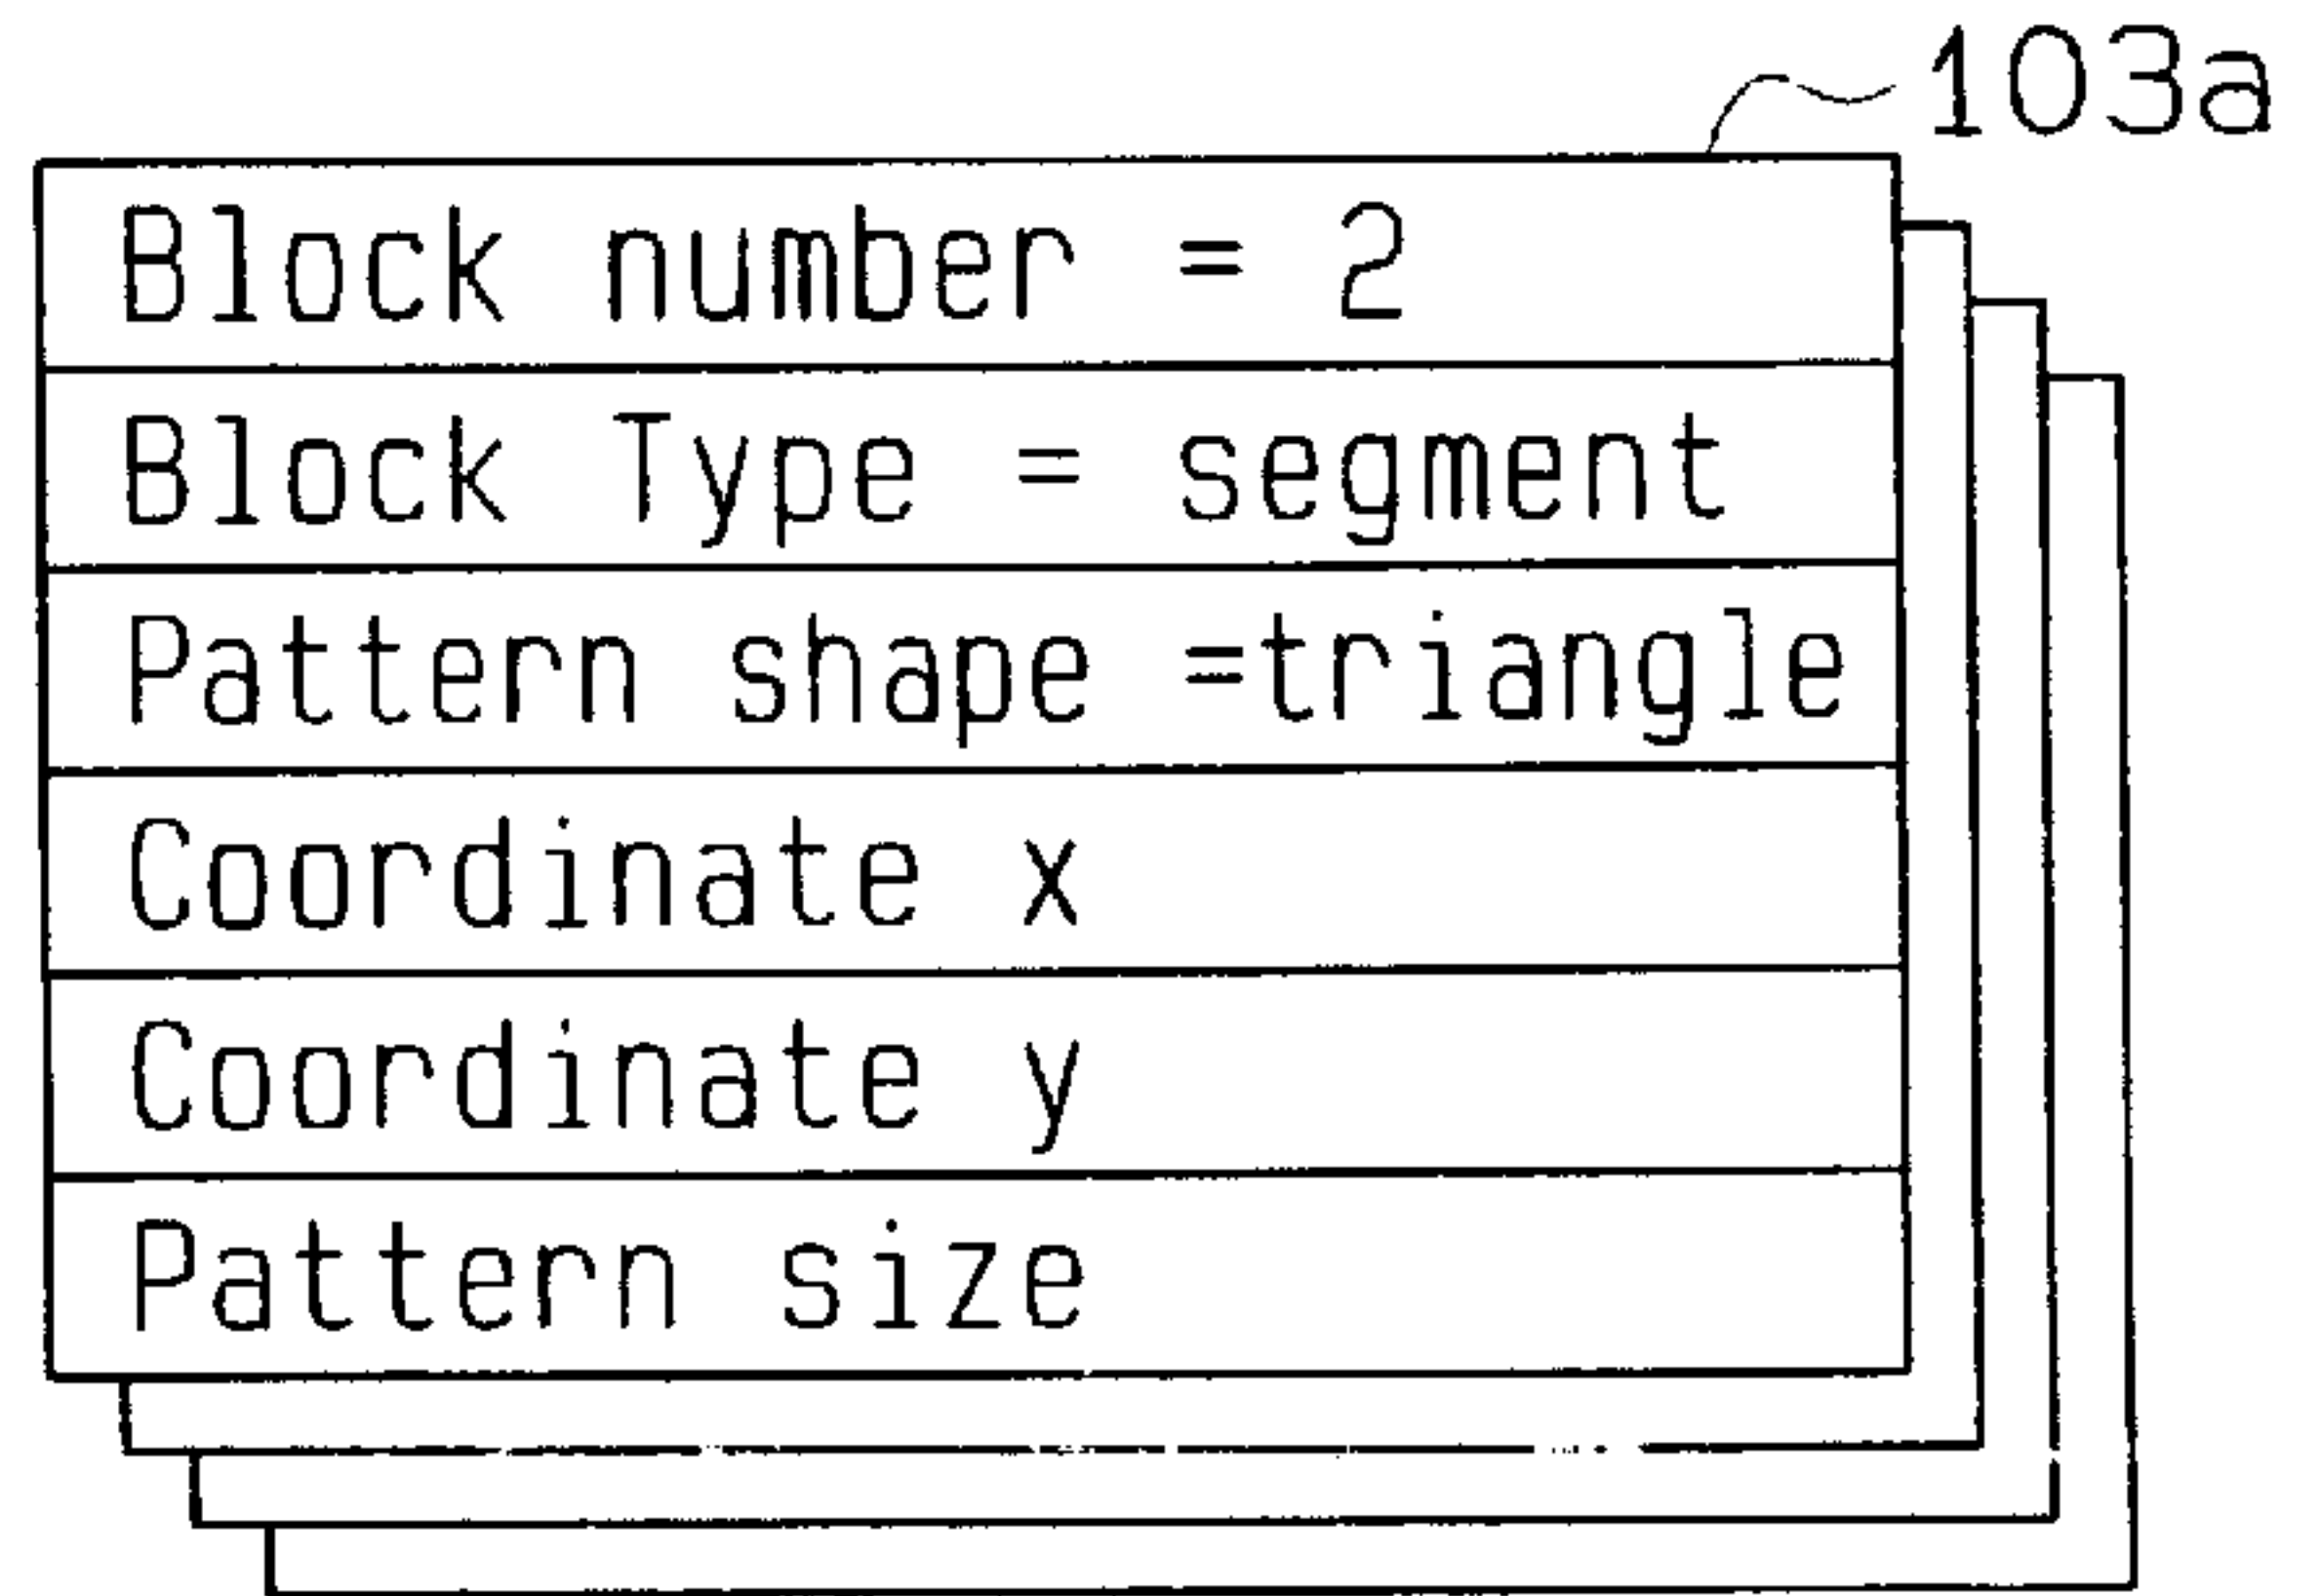 103a
Block number = 2
Block Type = segment
Pattern shape =triangle
Coordinate x
Coordinate y
Pattern size